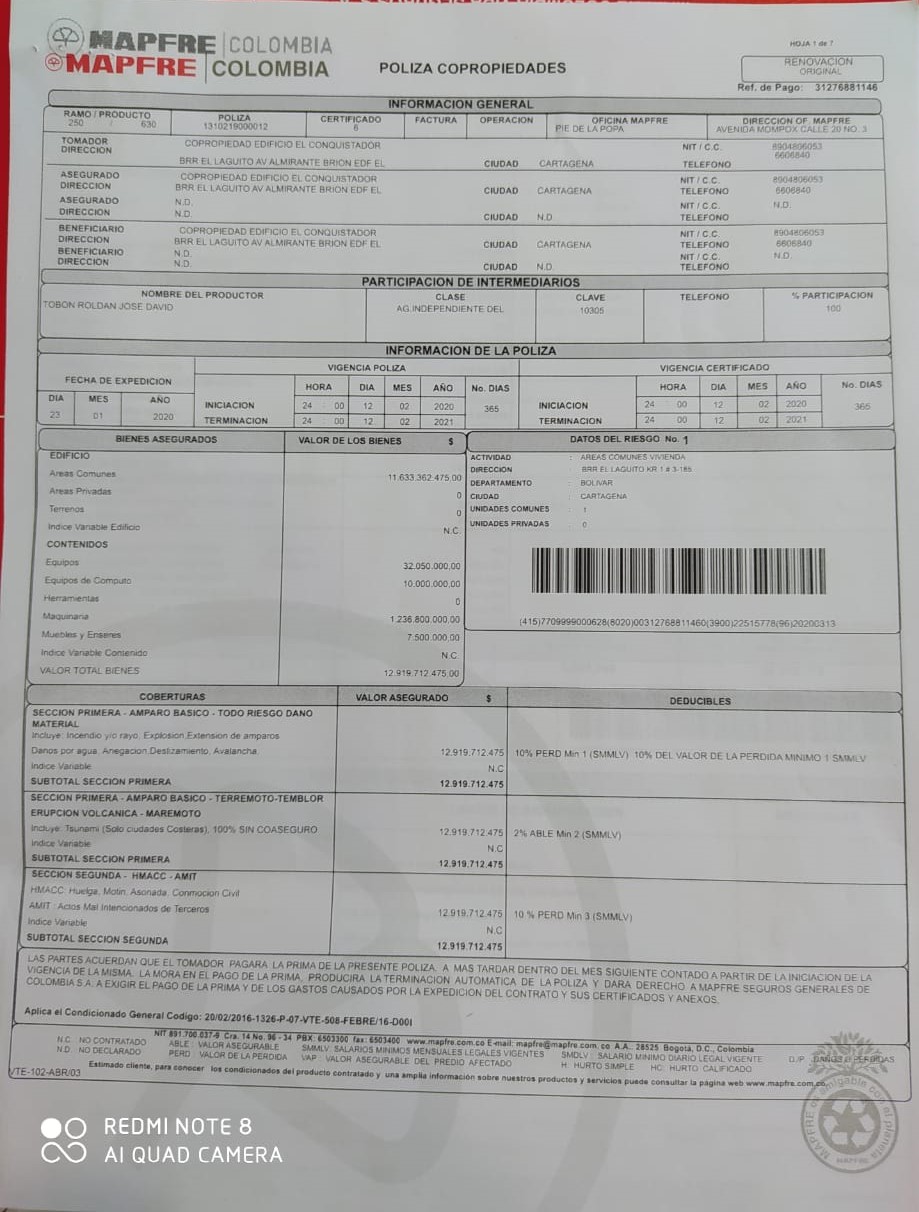 MAPFRE | COLOMBIA
MAPFRE | COLOMBIA
POLIZA COPROPIEDADES
HOJA 1 de 7
RENOVACION
ORIGINAL
Ref. de Pago: 31276881146
INFORMACION GENERAL
RAMO / PRODUCTO POLIZA CERTIFICADO FACTURA OPERACION OFICINA MAPFRE DIRECCION OF. MAPFRE
250 / 630 1310219000012 6 PIE DE LA POPA AVENIDA MOMPOX CALLE 20 NO. 3
TOMADOR COPROPIEDAD EDIFICIO EL CONQUISTADOR NIT / C.C. 8904806053
DIRECCION BRR EL LAGUITO AV ALMIRANTE BRION EDF EL CIUDAD CARTAGENA TELEFONO 6606840
ASEGURADO COPROPIEDAD EDIFICIO EL CONQUISTADOR NIT / C.C. 8904806053
DIRECCION BRR EL LAGUITO AV ALMIRANTE BRION EDF EL CIUDAD CARTAGENA TELEFONO 6606840
ASEGURADO N.D. NIT / C.C. N.D.
DIRECCION N.D. CIUDAD N.D. TELEFONO
BENEFICIARIO COPROPIEDAD EDIFICIO EL CONQUISTADOR NIT / C.C. 8904806053
DIRECCION BRR EL LAGUITO AV ALMIRANTE BRION EDF EL CIUDAD CARTAGENA TELEFONO 6606840
BENEFICIARIO N.D. NIT / C.C. N.D.
DIRECCION N.D. CIUDAD N.D. TELEFONO
PARTICIPACION DE INTERMEDIARIOS
NOMBRE DEL PRODUCTOR CLASE CLAVE TELEFONO % PARTICIPACION
TOBON ROLDAN JOSE DAVID AG.INDEPENDIENTE DEL 10305 100
INFORMACION DE LA POLIZA
FECHA DE EXPEDICION VIGENCIA POLIZA VIGENCIA CERTIFICADO
DIA MES AÑO HORA DIA MES AÑO No. DIAS HORA DIA MES AÑO No. DIAS
23 01 2020 INICIACION 24 : 00 12 02 2020 365 INICIACION 24 00 12 02 2020 365
TERMINACION 24 : 00 12 02 2021 TERMINACION 24 00 12 02 2021
BIENES ASEGURADOS VALOR DE LOS BIENES $ DATOS DEL RIESGO No. 1
EDIFICIO
Areas Comunes 11.633.362.475,00
Areas Privadas 0
Terrenos 0
Indice Variable Edificio N.C.
CONTENIDOS
Equipos 32.050.000,00
Equipos de Computo 10.000.000,00
Herramientas 0
Maquinaria 1.236.800.000,00
Muebles y Enseres 7.500.000,00
Indice Variable Contenido N.C.
VALOR TOTAL BIENES 12.919.712.475,00
ACTIVIDAD : AREAS COMUNES VIVIENDA
DIRECCION : BRR EL LAGUITO KR 1 # 3-185
DEPARTAMENTO : BOLIVAR
CIUDAD : CARTAGENA
UNIDADES COMUNES : 1
UNIDADES PRIVADAS : 0
(415)7709999000628(8020)00312768811460(3900)22515778(96)20200313
COBERTURAS VALOR ASEGURADO $ DEDUCIBLES
SECCION PRIMERA - AMPARO BASICO - TODO RIESGO DANO
MATERIAL
Incluye: Incendio y/o rayo, Explosion,Extension de amparos
Danos por agua, Anegacion,Deslizamiento, Avalancha. 12.919.712.475 10% PERD Min 1 (SMMLV) 10% DEL VALOR DE LA PERDIDA MINIMO 1 SMMLV
Indice Variable N.C
SUBTOTAL SECCION PRIMERA 12.919.712.475
SECCION PRIMERA - AMPARO BASICO - TERREMOTO-TEMBLOR
ERUPCION VOLCANICA - MAREMOTO
Incluye: Tsunami (Solo ciudades Costeras), 100% SIN COASEGURO 12.919.712.475 2% ABLE Min 2 (SMMLV)
Indice Variable N.C
SUBTOTAL SECCION PRIMERA 12.919.712.475
SECCION SEGUNDA - HMACC - AMIT
HMACC: Huelga, Motin, Asonada, Conmocion Civil
AMIT : Actos Mal Intencionados de Terceros 12.919.712.475 10 % PERD Min 3 (SMMLV)
Indice Variable N.C
SUBTOTAL SECCION SEGUNDA 12.919.712.475
LAS PARTES ACUERDAN QUE EL TOMADOR PAGARA LA PRIMA DE LA PRESENTE POLIZA, A MAS TARDAR DENTRO DEL MES SIGUIENTE CONTADO A PARTIR DE LA INICIACION DE LA
VIGENCIA DE LA MISMA. LA MORA EN EL PAGO DE LA PRIMA, PRODUCIRA LA TERMINACION AUTOMATICA DE LA POLIZA Y DARA DERECHO A MAPFRE SEGUROS GENERALES DE
COLOMBIA S.A. A EXIGIR EL PAGO DE LA PRIMA Y DE LOS GASTOS CAUSADOS POR LA EXPEDICION DEL CONTRATO Y SUS CERTIFICADOS Y ANEXOS.
Aplica el Condicionado General Codigo: 20/02/2016-1326-P-07-VTE-508-FEBRE/16-D00I
NIT 891.700.037-9 Cra. 14 No. 96 - 34 PBX: 6503300 fax: 6503400 www.mapfre.com.co E-mail: mapfre@mapfre.com. co A.A.. 28525 Bogotá, D.C., Colombia
N.C. NO CONTRATADO ABLE : VALOR ASEGURABLE SMMLV: SALARIOS MINIMOS MENSUALES LEGALES VIGENTES SMDLV : SALARIO MINIMO DIARIO LEGAL VIGENTE D./P
N.D. NO DECLARADO PERD : VALOR DE LA PERDIDA VAP : VALOR ASEGURABLE DEL PREDIO AFECTADO H: HURTO SIMPLE HC: HURTO CALIFICADO
Estimado cliente, para conocer los condicionados del producto contratado y una amplia información sobre nuestros productos y servicios puede consultar la pagina web www.mapfre.com.co
VTE-102-ABR/03
MAPFRE es amigable con el planeta
MAPFRE
REDMI NOTE 8
AI QUAD CAMERA